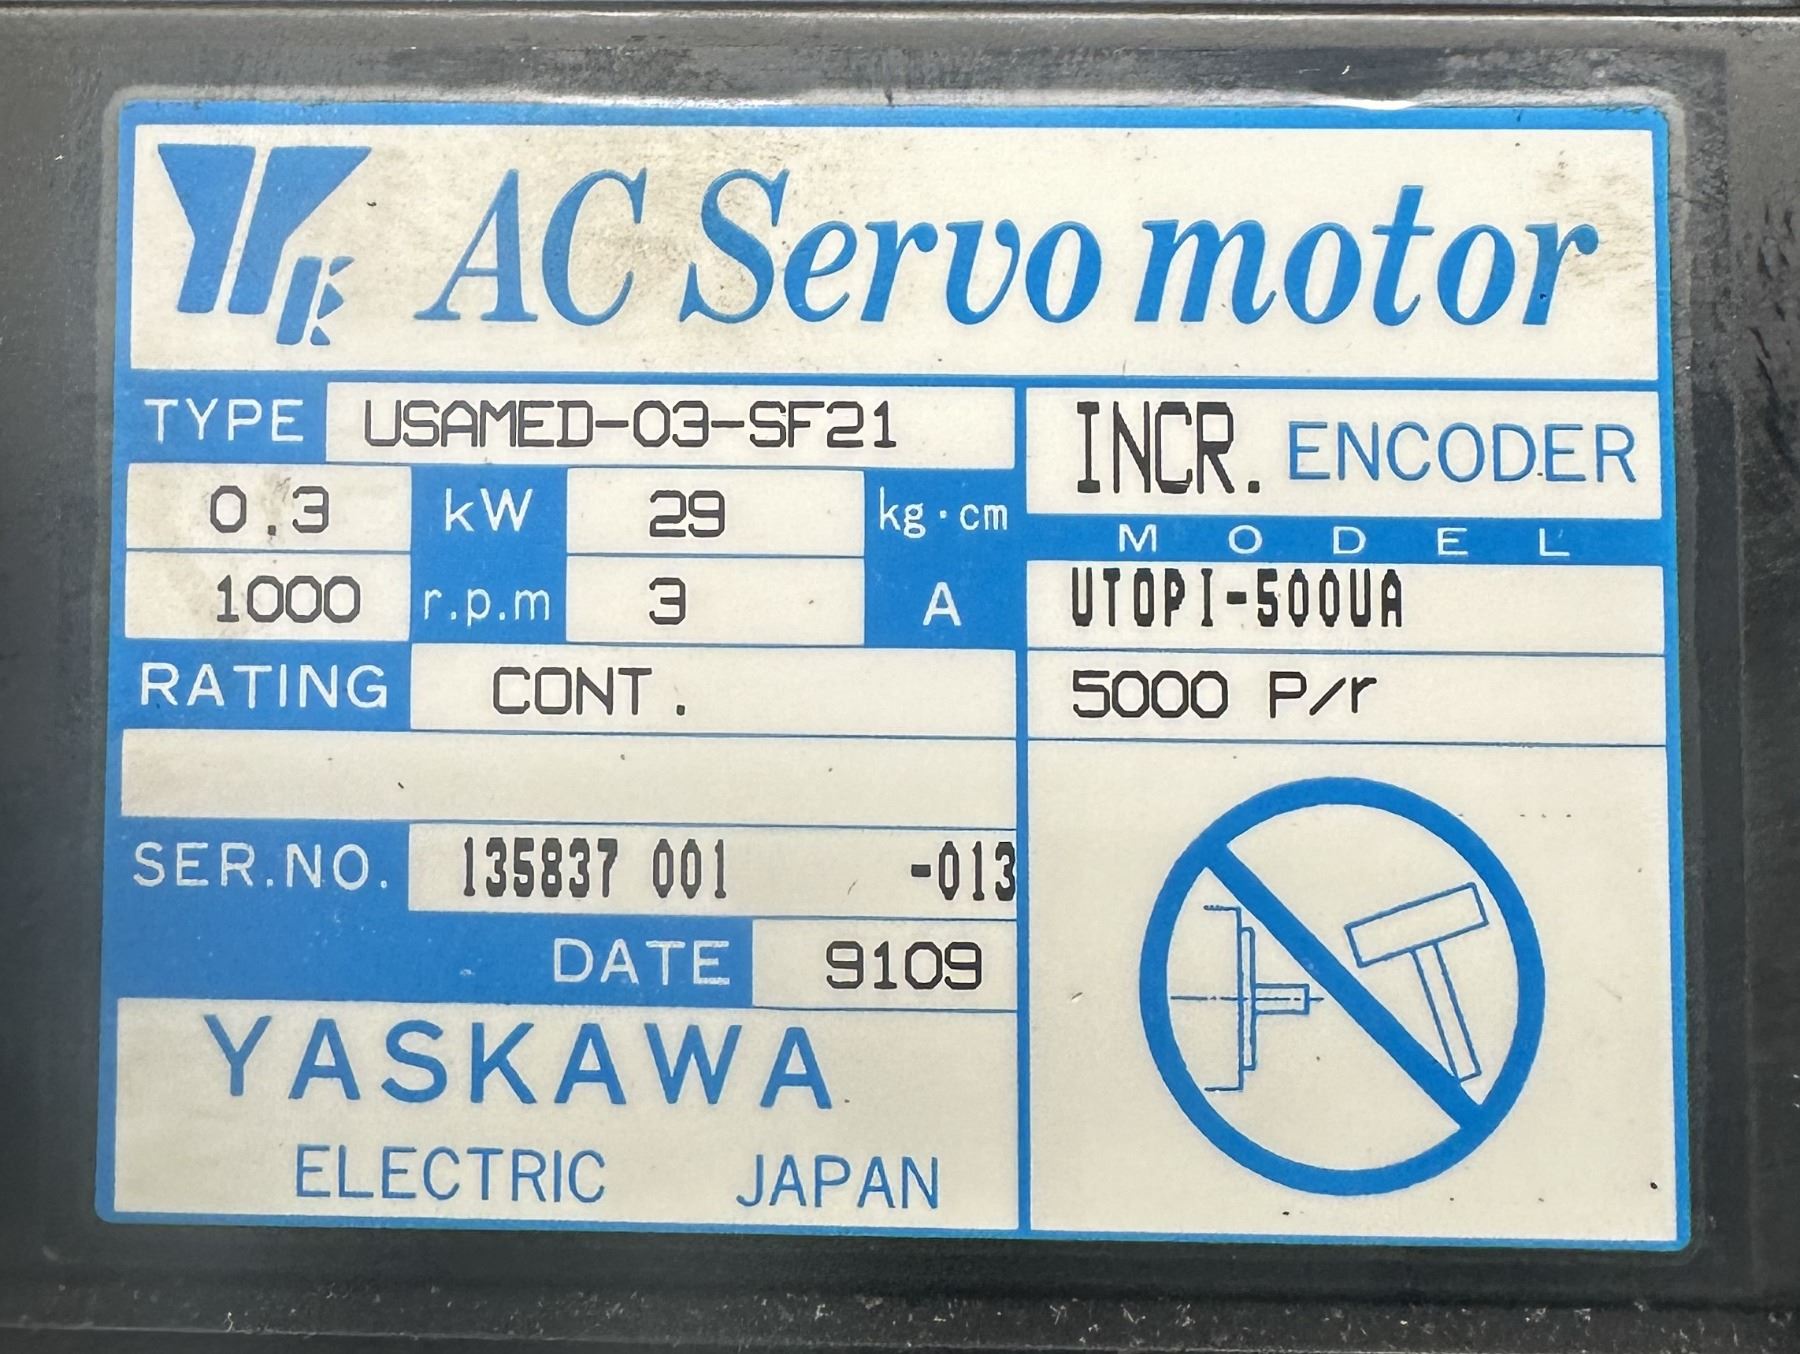 YE AC Servo motor
TYPE USAMED-03-SF21
0.3 kW 29 kg·cm
1000 r.p.m 3 A
RATING CONT.
SER.NO. 135837 001 -013
DATE 9109
YASKAWA
ELECTRIC JAPAN
INCR. ENCODER
MODEL
UTOPI-500UA
5000 P/r